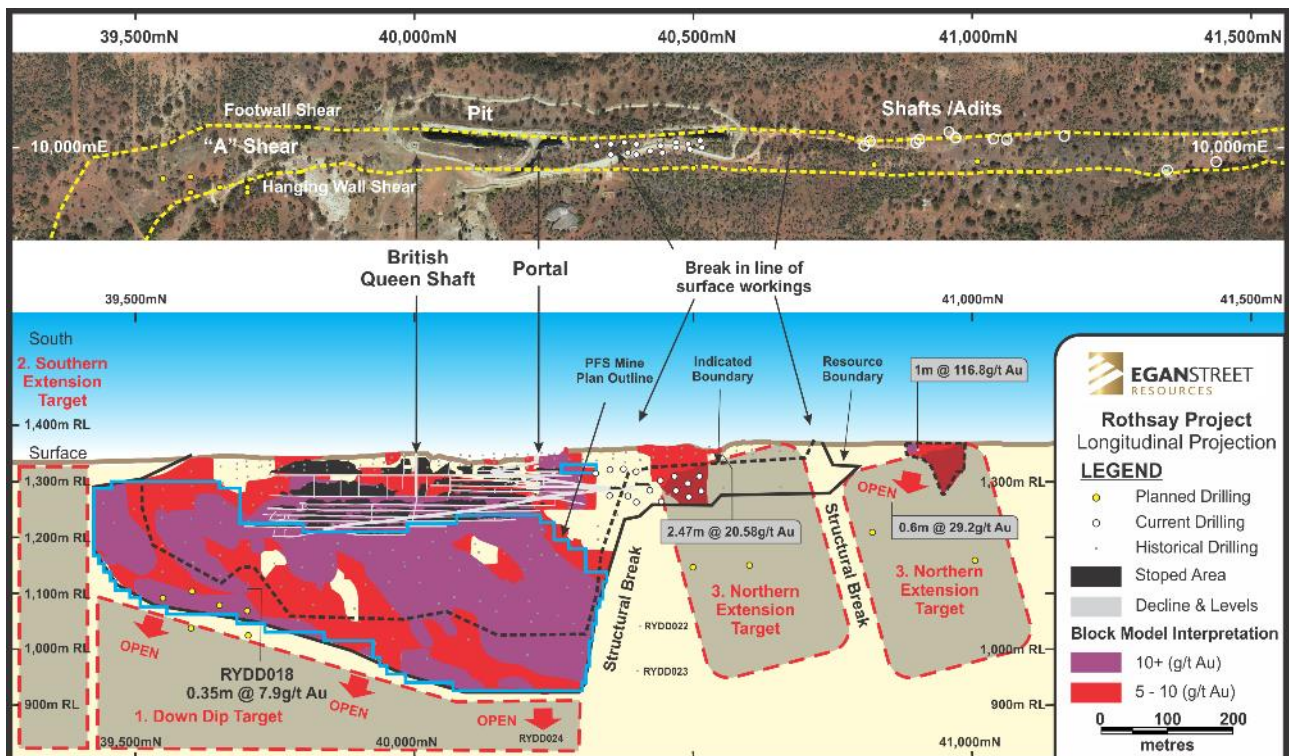 39,500mN
40,000mN
40,500mN
41,000mN
41,500mN
Footwall Shear
Pit
Shafts /Adits
10,000mE
"A" Shear
10,000mE
Hanging Wall Shear
British
Queen Shaft
Portal
Break in line of
surface workings
39,500mN
41,000mN
41,500mN
South
2. Southern
Extension
Target
PFS Mine
Plan Outline
Indicated
Boundary
Resource
Boundary
1m @ 116.8g/t Au
1,400m RL
Surface
1,300m RL
1,200m RL
1,100m RL
1,000m RL
900m RL
OPEN
1,300m RL
2.47m @ 20.58g/t Au
0.6m @ 29.2g/t Au
Structural Break
Structural Break
3. Northern
Extension
Target
3. Northern
Extension
Target
RYDD022
RYDD023
1,000m RL
900m RL
OPEN
RYDD018
0.35m @ 7.9g/t Au
OPEN
1. Down Dip Target
OPEN
RYDD024
39,500mN
40,000mN
41,000mN
EGANSTREET
RESOURCES
Rothsay Project
Longitudinal Projection
LEGEND
Planned Drilling
Current Drilling
Historical Drilling
Stoped Area
Decline & Levels
Block Model Interpretation
10+ (g/t Au)
5 - 10 (g/t Au)
0 100 200
metres